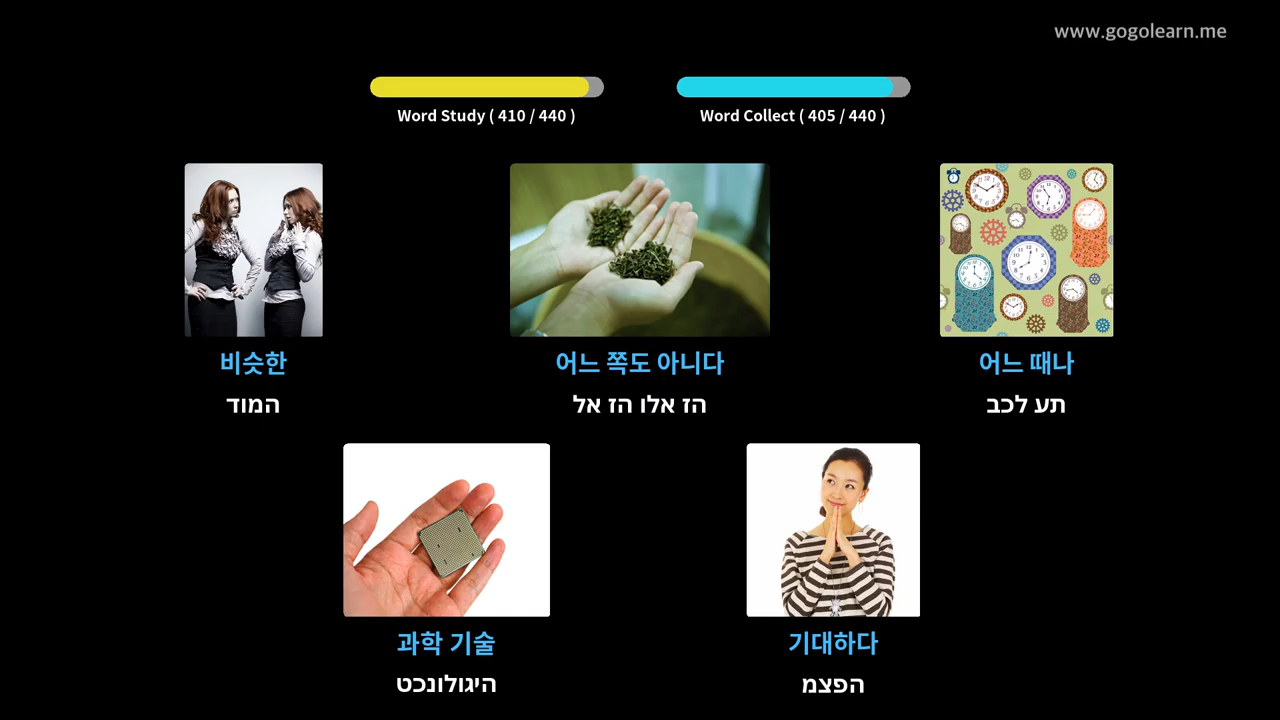 www.gogolearn.me
Word Study ( 410 / 440 )
Word Collect ( 405 / 440 )
비슷한
어느 쪽도 아니다
어느 때나
המוד
הז אלו הז אל
תע לכב
과학 기술
기대하다
היגולונכט
הפצמ